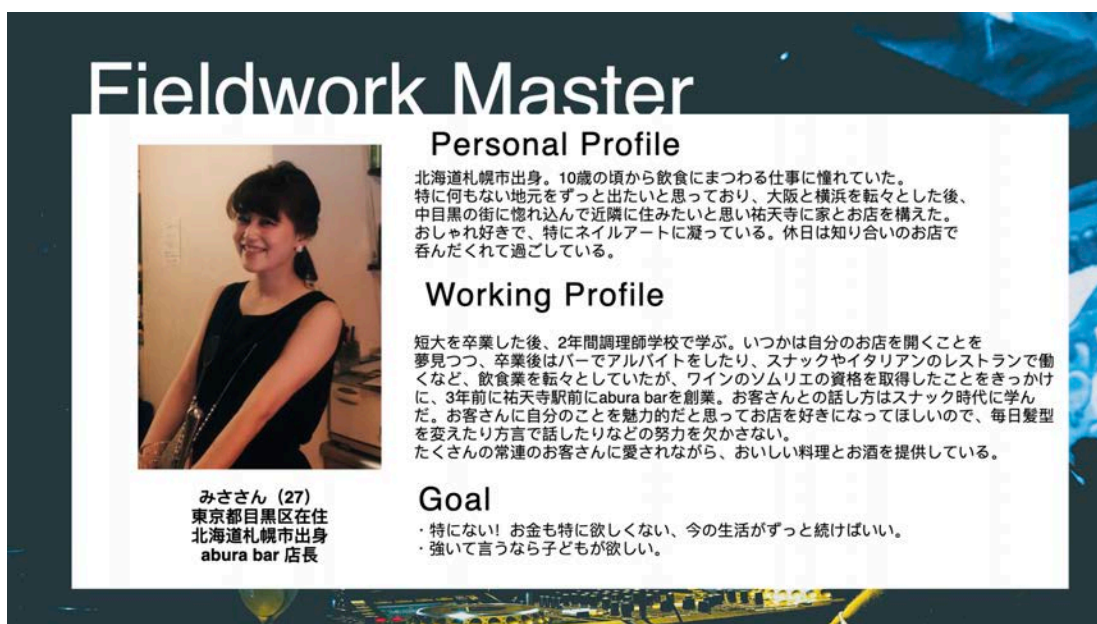 Fieldwork Master
Personal Profile
北海道札幌市出身。10歳の頃から飲食にまつわる仕事に憧れていた。
特に何もない地元をずっと出たいと思っており、大阪と横浜を転々とした後、
中目黒の街に惚れ込んで近隣に住みたいと思い祐天寺に家とお店を構えた。
おしゃれ好きで、特にネイルアートに凝っている。休日は知り合いのお店で
呑んだくれて過ごしている。
Working Profile
短大を卒業した後、2年間調理師学校で学ぶ。いつかは自分のお店を開くことを
夢見つつ、卒業後はバーでアルバイトをしたり、スナックやイタリアンのレストランで働
くなど、飲食業を転々としていたが、ワインのソムリエの資格を取得したことをきっかけ
に、3年前に祐天寺駅前にabura barを創業。お客さんとの話し方はスナック時代に学ん
だ。お客さんに自分のことを魅力的だと思ってお店を好きになってほしいので、毎日髪型
を変えたり方言で話したりなどの努力を欠かさない。
たくさんの常連のお客さんに愛されながら、おいしい料理とお酒を提供している。
Goal
・特にない！お金も特に欲しくない、今の生活がずっと続けばいい。
・強いて言うなら子どもが欲しい。
みささん（27）
東京都目黒区在住
北海道札幌市出身
abura bar 店長